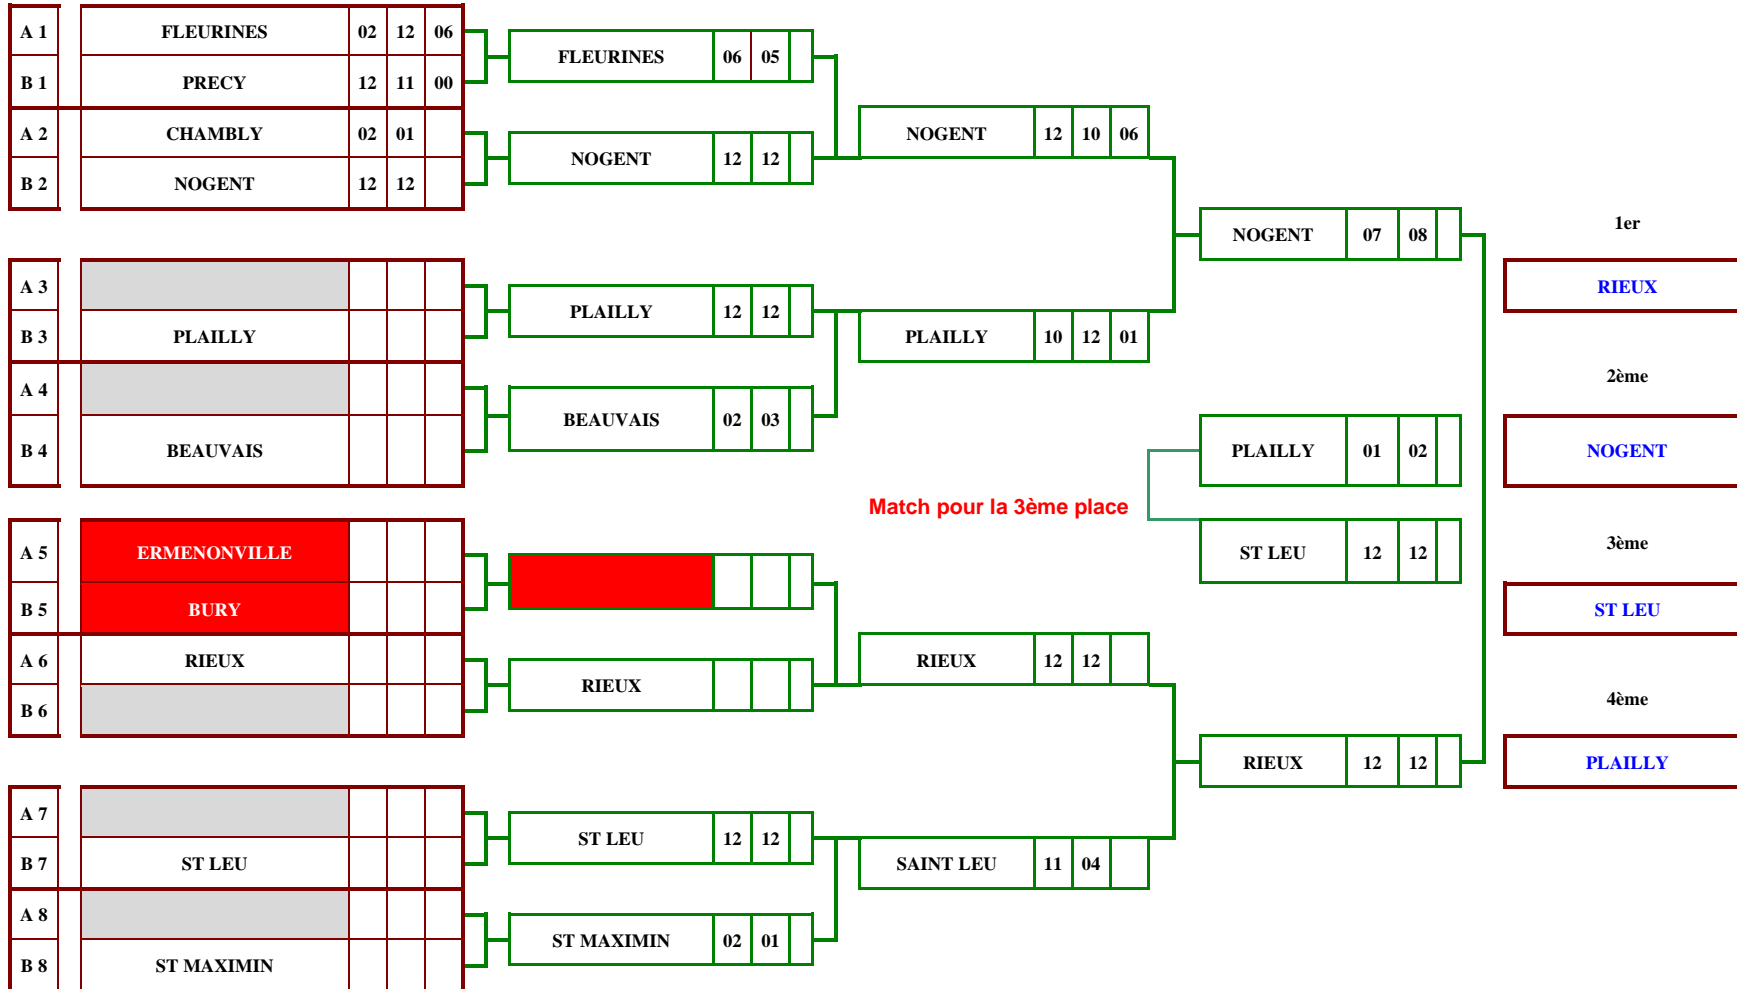 A 1 FLEURINES 02 12 06
B 1 PRECY 12 11 00
A 2 CHAMBLY 02 01
B 2 NOGENT 12 12
A 3
B 3 PLAILLY
A 4
B 4 BEAUVAIS
A 5 ERMENONVILLE
B 5 BURY
A 6 RIEUX
B 6
A 7
B 7 ST LEU
A 8
B 8 ST MAXIMIN
FLEURINES 06 05
NOGENT 12 12
PLAILLY 12 12
BEAUVAIS 02 03
RIEUX
ST LEU 12 12
ST MAXIMIN 02 01
NOGENT 12 10 06
PLAILLY 10 12 01
RIEUX 12 12
SAINT LEU 11 04
NOGENT 07 08
Match pour la 3ème place
PLAILLY 01 02
ST LEU 12 12
RIEUX 12 12
1er
RIEUX
2ème
NOGENT
3ème
ST LEU
4ème
PLAILLY